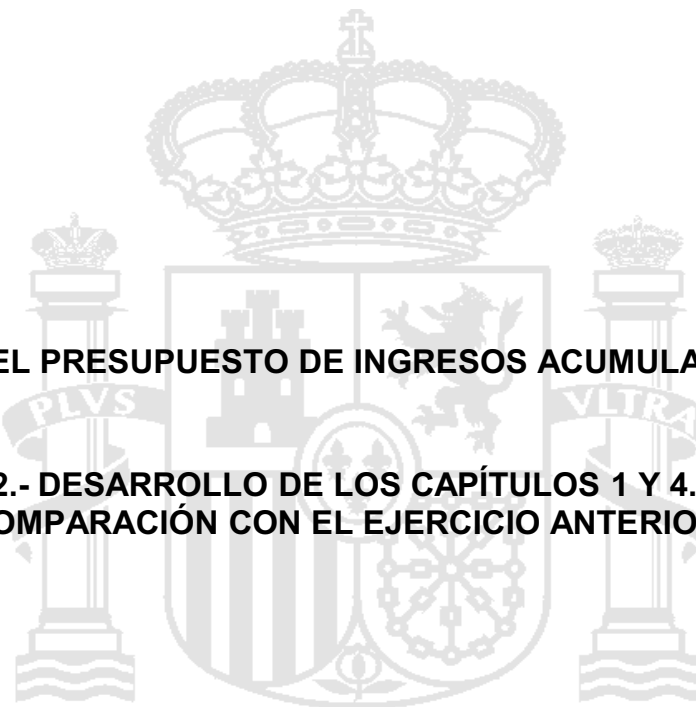 EL PRESUPUESTO DE INGRESOS ACUMULA
PLVS
VLTRA
2.- DESARROLLO DE LOS CAPÍTULOS 1 Y 4.
OMPARACIÓN CON EL EJERCICIO ANTERIO